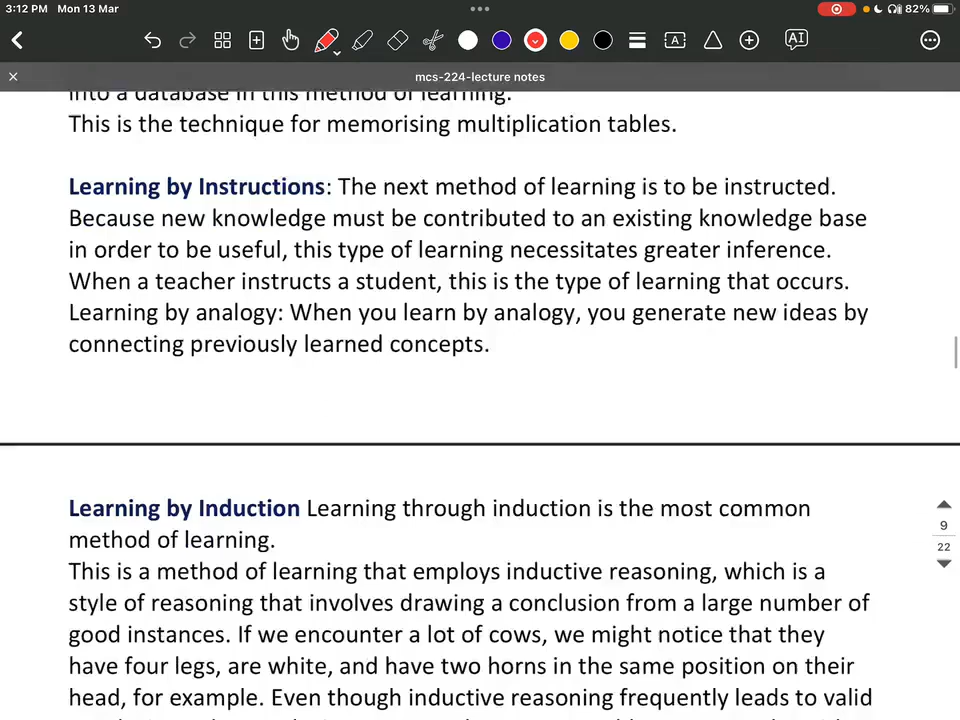 3:12 PM Mon 13 Mar
82%
A
AI
mcs-224-lecture notes
into a database in this method of learning.
This is the technique for memorising multiplication tables.
Learning by Instructions: The next method of learning is to be instructed.
Because new knowledge must be contributed to an existing knowledge base
in order to be useful, this type of learning necessitates greater inference.
When a teacher instructs a student, this is the type of learning that occurs.
Learning by analogy: When you learn by analogy, you generate new ideas by
connecting previously learned concepts.
Learning by Induction Learning through induction is the most common
method of learning.
9
22
This is a method of learning that employs inductive reasoning, which is a
style of reasoning that involves drawing a conclusion from a large number of
good instances. If we encounter a lot of cows, we might notice that they
have four legs, are white, and have two horns in the same position on their
head, for example. Even though inductive reasoning frequently leads to valid